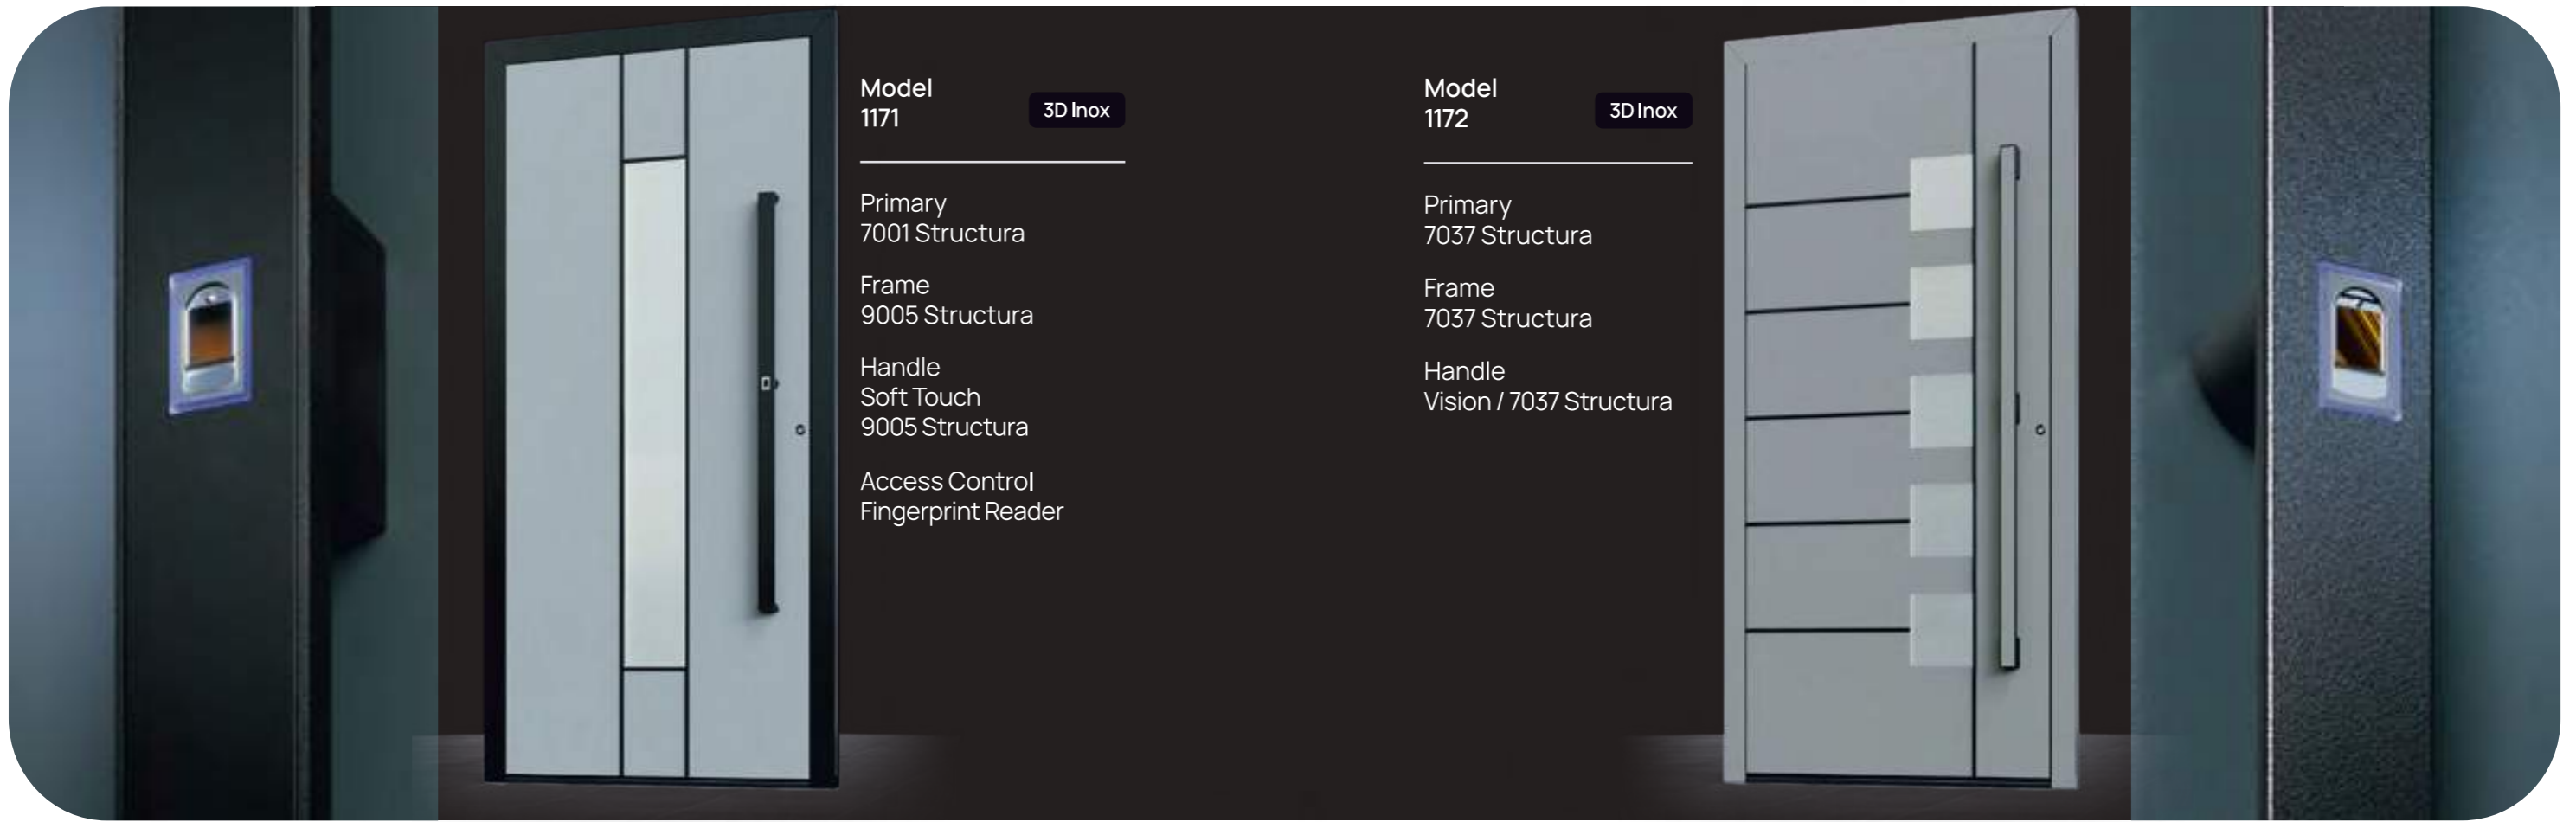 Model
1171
3D Inox
Primary
7001 Structura
Frame
9005 Structura
Handle
Soft Touch
9005 Structura
Access Control
Fingerprint Reader
Model
1172
3D Inox
Primary
7037 Structura
Frame
7037 Structura
Handle
Vision / 7037 Structura